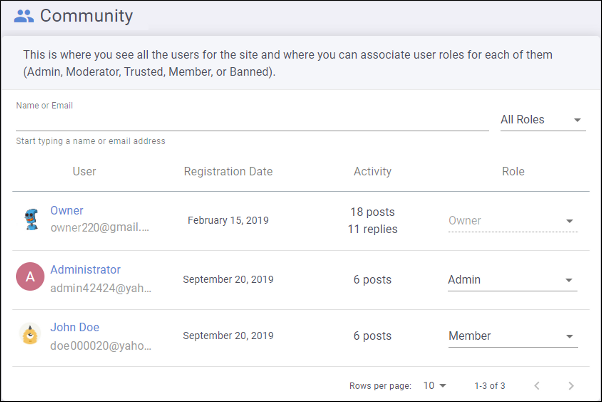 Community
This is where you see all the users for the site and where you can associate user roles for each of them
(Admin, Moderator, Trusted, Member, or Banned).
Name or Email
All Roles
Start typing a name or email address
User Registration Date Activity Role
Owner
owner220@gmail....
February 15, 2019
18 posts
11 replies
Owner
A
Administrator
admin42424@yah...
September 20, 2019
6 posts
Admin
John Doe
doe000020@yaho...
September 20, 2019
6 posts
Member
Rows per page: 10 1-3 of 3